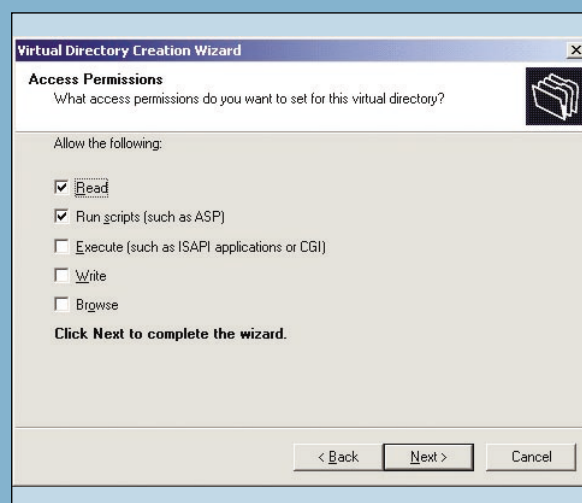 Virtual Directory Creation Wizard
Access Permissions
What access permissions do you want to set for this virtual directory?
Allow the following:
Read
Run scripts (such as ASP)
Execute (such as ISAPI applications or CGI)
Write
Browse
Click Next to complete the wizard.
< Back Next > Cancel